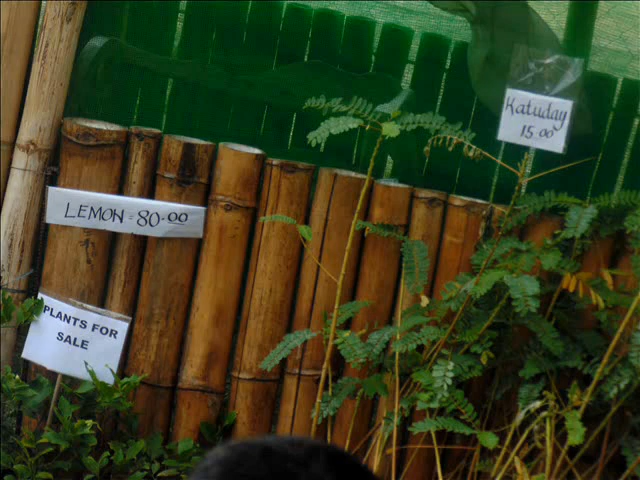 LEMON = 80.00
PLANTS FOR
SALE
Katuday
15.00